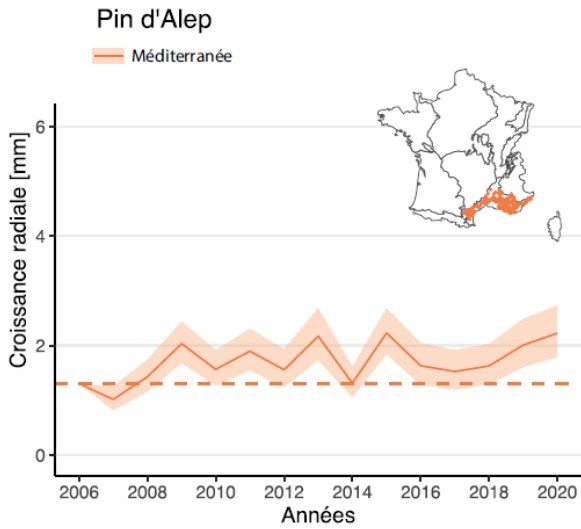 Pin d'Alep
Méditerranée
Croissance radiale [mm]
6
4
2
0
2006 2008 2010 2012 2014 2016 2018 2020
Années